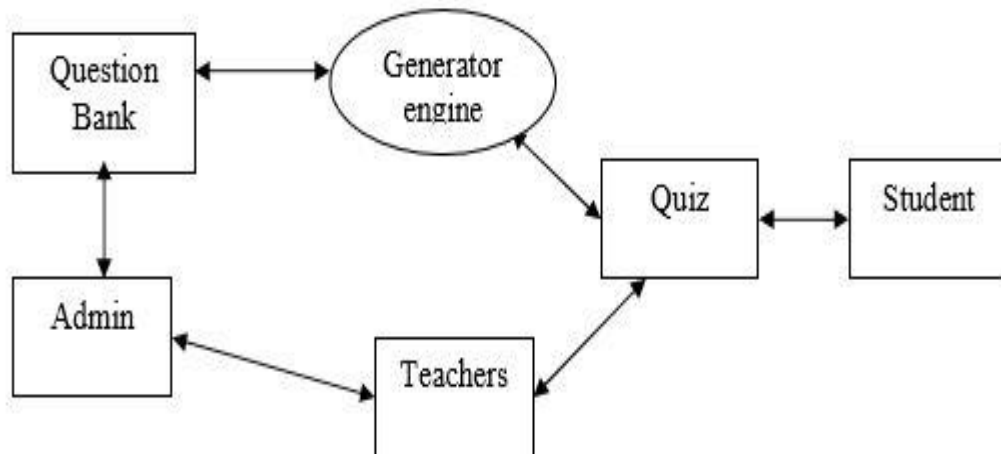 Question
Bank
Generator
engine
Quiz
Student
Admin
Teachers